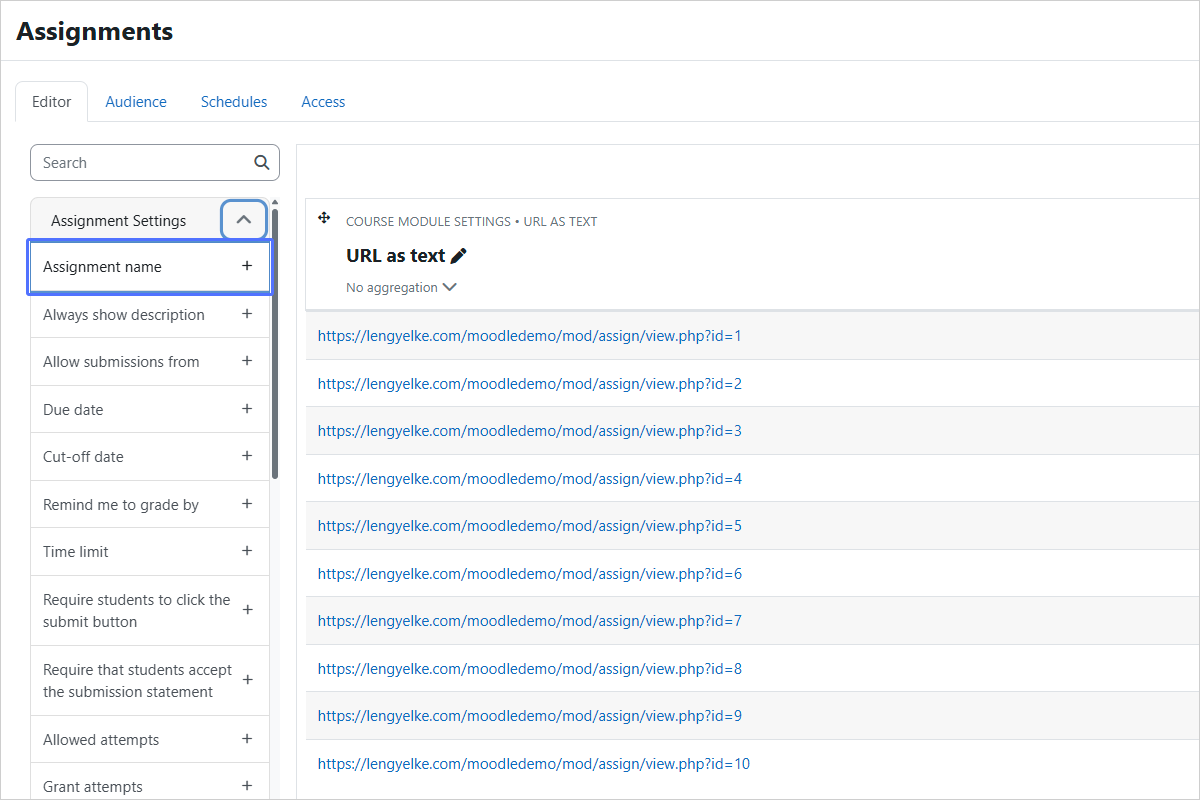 Assignments
Editor
Audience
Schedules
Access
Search
Assignment Settings
Assignment name
Always show description
Allow submissions from
Due date
Cut-off date
Remind me to grade by
Time limit
Require students to click the
submit button
Require that students accept
the submission statement
Allowed attempts
Grant attempts
COURSE MODULE SETTINGS • URL AS TEXT
URL as text
No aggregation
https://lengyelke.com/moodledemo/mod/assign/view.php?id=1
https://lengyelke.com/moodledemo/mod/assign/view.php?id=2
https://lengyelke.com/moodledemo/mod/assign/view.php?id=3
https://lengyelke.com/moodledemo/mod/assign/view.php?id=4
https://lengyelke.com/moodledemo/mod/assign/view.php?id=5
https://lengyelke.com/moodledemo/mod/assign/view.php?id=6
https://lengyelke.com/moodledemo/mod/assign/view.php?id=7
https://lengyelke.com/moodledemo/mod/assign/view.php?id=8
https://lengyelke.com/moodledemo/mod/assign/view.php?id=9
https://lengyelke.com/moodledemo/mod/assign/view.php?id=10